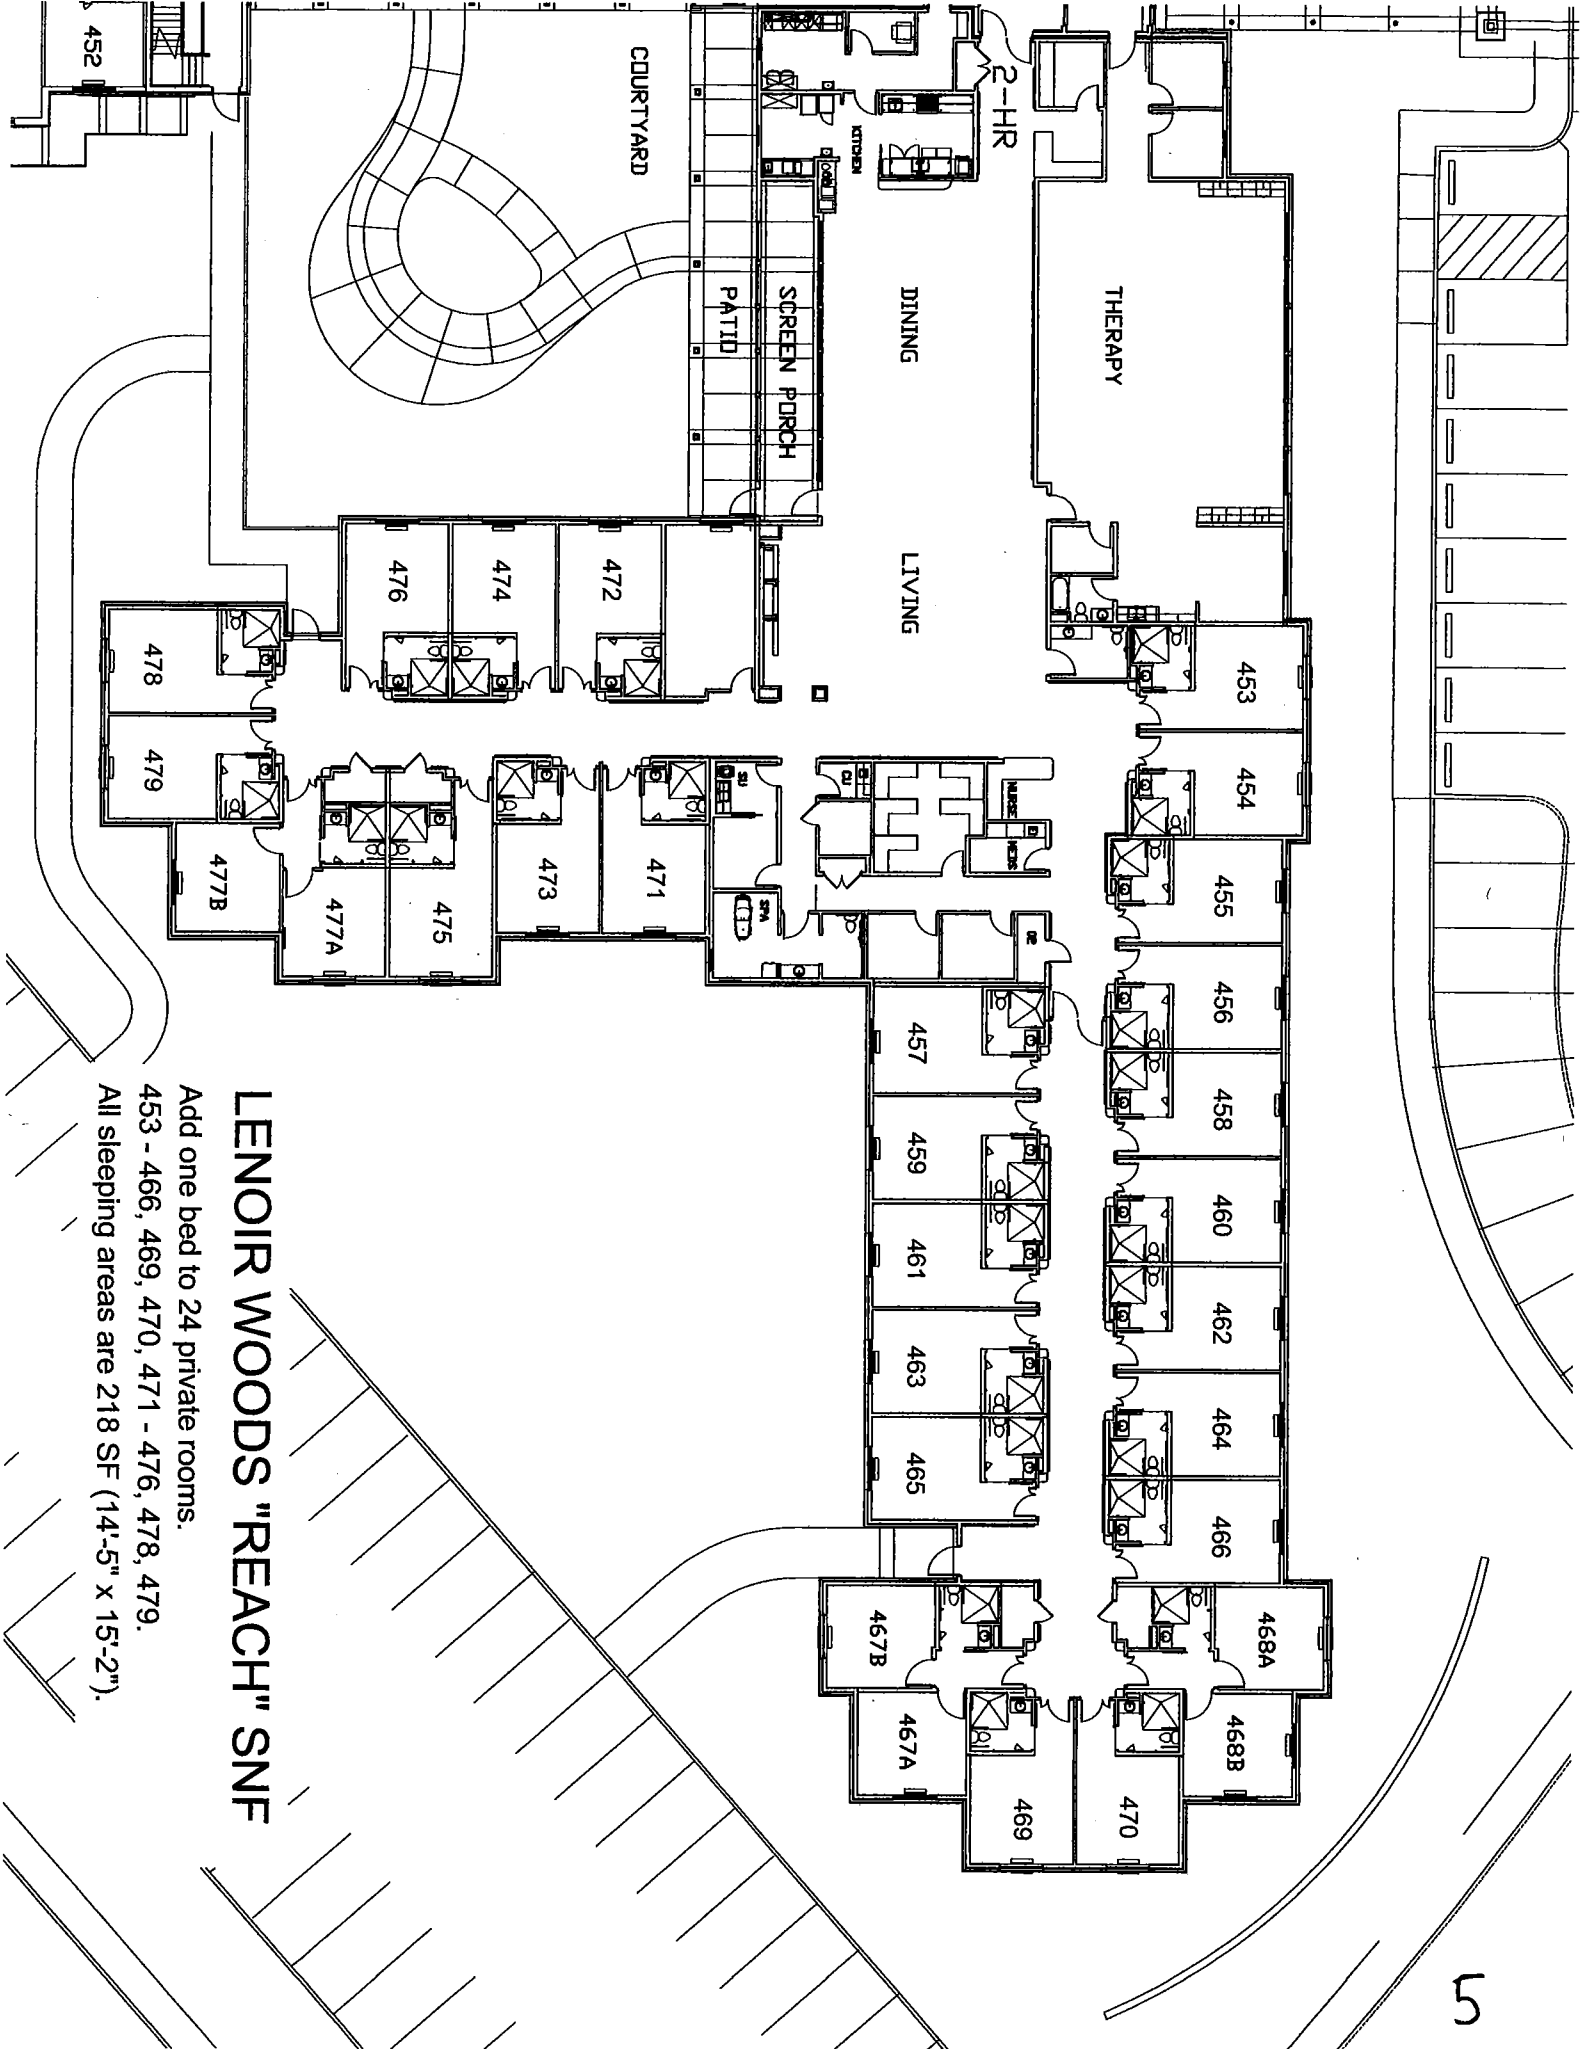 452
COURTYARD
2-HR
KITCHEN
PATIO
SCREEN PORCH
DINING
THERAPY
LIVING
476
474
472
453
454
478
479
SU
CU
NURSE
MEDS
477B
477A
475
473
471
SPA
O2
455
456
457
458
459
460
461
462
463
464
465
466
467B
468A
467A
468B
469
470
LENOIR WOODS "REACH" SNF
Add one bed to 24 private rooms.
453 - 466, 469, 470, 471 - 476, 478, 479.
All sleeping areas are 218 SF (14'-5" x 15'-2").
5